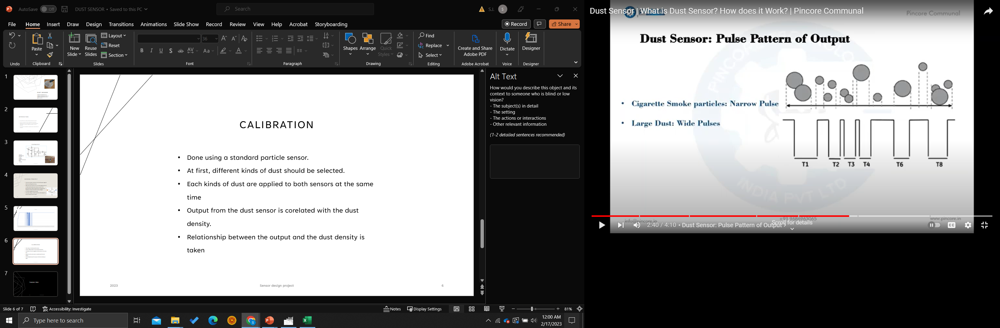 AutoSave Off DUST SENSOR • Saved to this PC
Search
S.J. S
File Home Insert Draw Design Transitions Animations Slide Show Record Review View Help Acrobat Storyboarding
Record Share
Paste
New Slide
Reuse Slides
Layout
Reset
Section
36
B I U S ab AV Aa A
Shapes Arrange Quick Styles
Find
Replace
Select
Create and Share Adobe PDF
Dictate
Designer
Undo Clipboard Slides Font Paragraph Drawing Editing Adobe Acrobat Voice Designer
1
DUST SENSOR
2
3
4
5
6
CALIBRATION
7
THANK YOU
CALIBRATION
• Done using a standard particle sensor.
• At first, different kinds of dust should be selected.
• Each kinds of dust are applied to both sensors at the same
time
• Output from the dust sensor is corelated with the dust
density.
• Relationship between the output and the dust density is
taken
2023 Sensor design project 6
Alt Text
How would you describe this object and its
context to someone who is blind or low
vision?
- The subject(s) in detail
- The setting
- The actions or interactions
- Other relevant information
(1-2 detailed sentences recommended)
Slide 6 of 7 Accessibility: Investigate Notes Display Settings 81%
Type here to search
12:00 AM
2/17/2023
Dust Sensor | What is Dust Sensor? How does it Work? | Pincore Communal
Pincore Communal
Dust Sensor: Pulse Pattern of Output
• Cigarette Smoke particles: Narrow Pulse
• Large Dust: Wide Pulses
T1 T2 T3 T4 T6 T8
INDIA PVT LTD
info@pincore.in +91 9686963065 www.pincore.in
2:40 / 4:10 • Dust Sensor: Pulse Pattern of Output
Scroll for details
CC